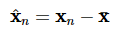 x̂ₙ = xₙ − x̄